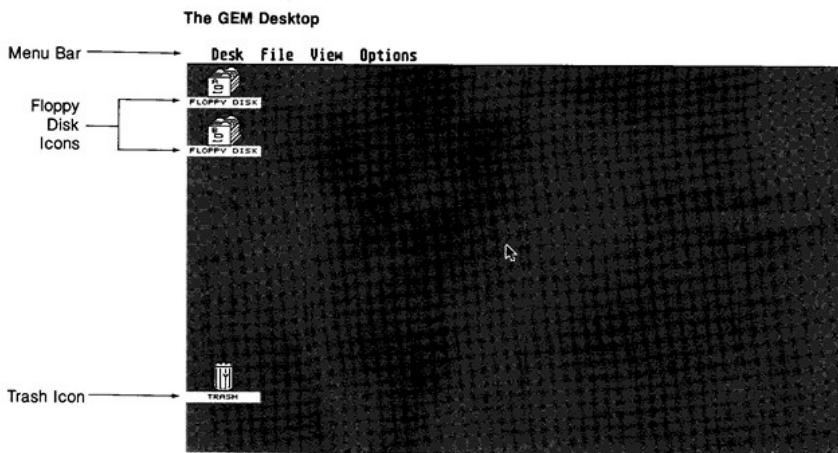 The GEM Desktop
Menu Bar
Desk File View Options
A
FLOPPY DISK
Floppy
Disk
Icons
B
FLOPPY DISK
Trash Icon
TRASH